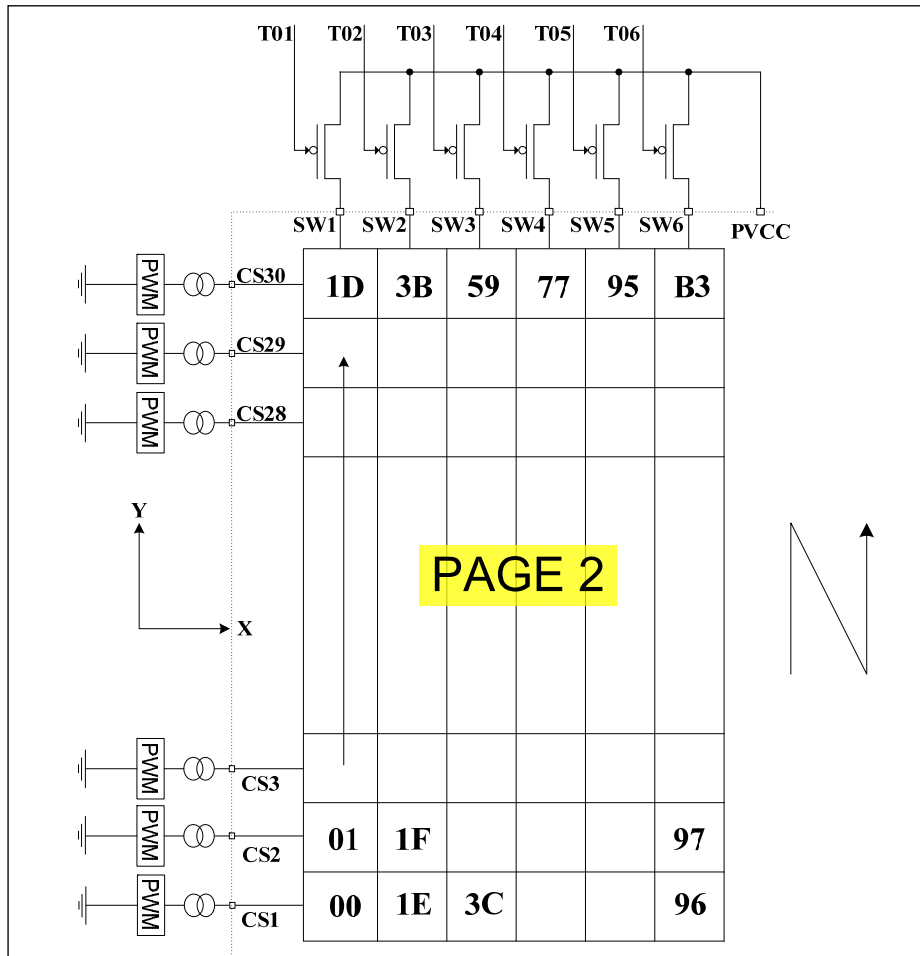 T01 T02 T03 T04 T05 T06
SW1 SW2 SW3 SW4 SW5 SW6 PVCC
PWM CS30 1D 3B 59 77 95 B3
PWM CS29
PWM CS28
Y
PAGE 2
X
PWM CS3
PWM CS2 01 1F 97
PWM CS1 00 1E 3C 96